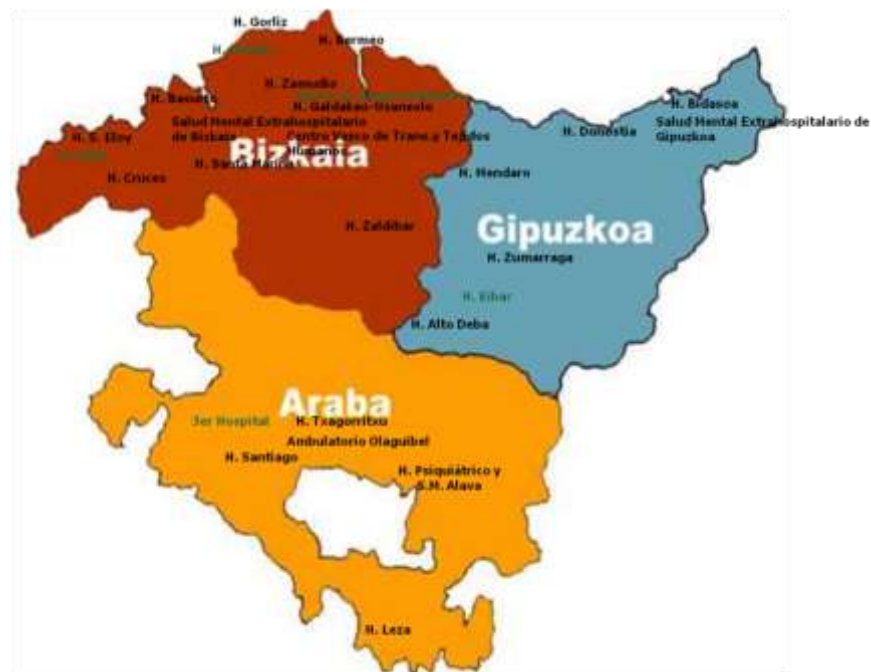 H. Gorliz
H. Bermeo
H. Zamudio
H. Basurto
H. Galdakao-Usansolo
Salud Mental Extrahospitalario
de Bizkaia
Centro Vasco de Trans.y Tejidos
Humanos
H. S. Eloy
Bizkaia
H. Santa Marina
H. Cruces
H. Zaldibar
H. Bidasoa
H. Donostia
Salud Mental Extrahospitalario de
Gipuzkoa
H. Mendaro
Gipuzkoa
H. Zumarraga
H. Eibar
H. Alto Deba
Araba
3er Hospital
H. Txagorritxu
Ambulatorio Olaguibel
H. Santiago
H. Psiquiátrico y
S.M. Alava
H. Leza